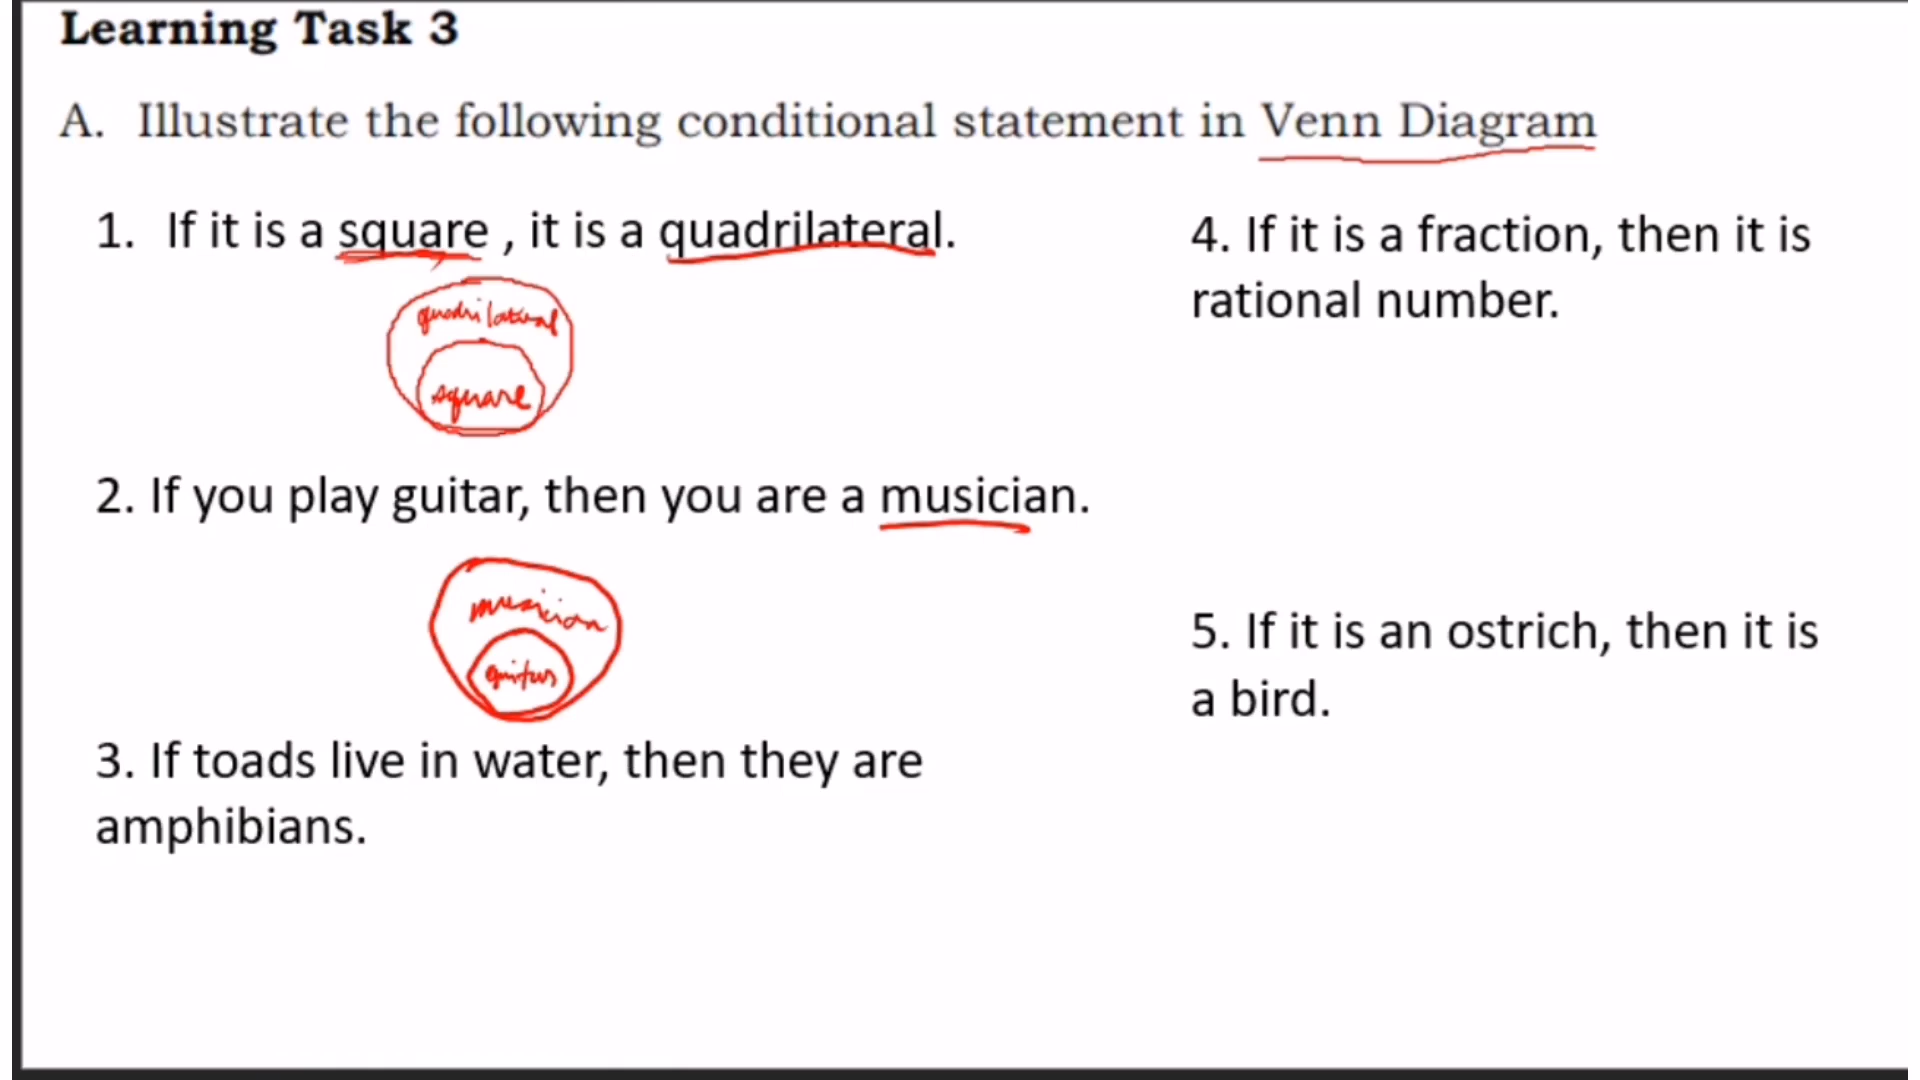 Learning Task 3
A. Illustrate the following conditional statement in Venn Diagram
1. If it is a square , it is a quadrilateral.
quadrilateral
square
2. If you play guitar, then you are a musician.
musician
3. If toads live in water, then they are
amphibians.
4. If it is a fraction, then it is
rational number.
5. If it is an ostrich, then it is
a bird.